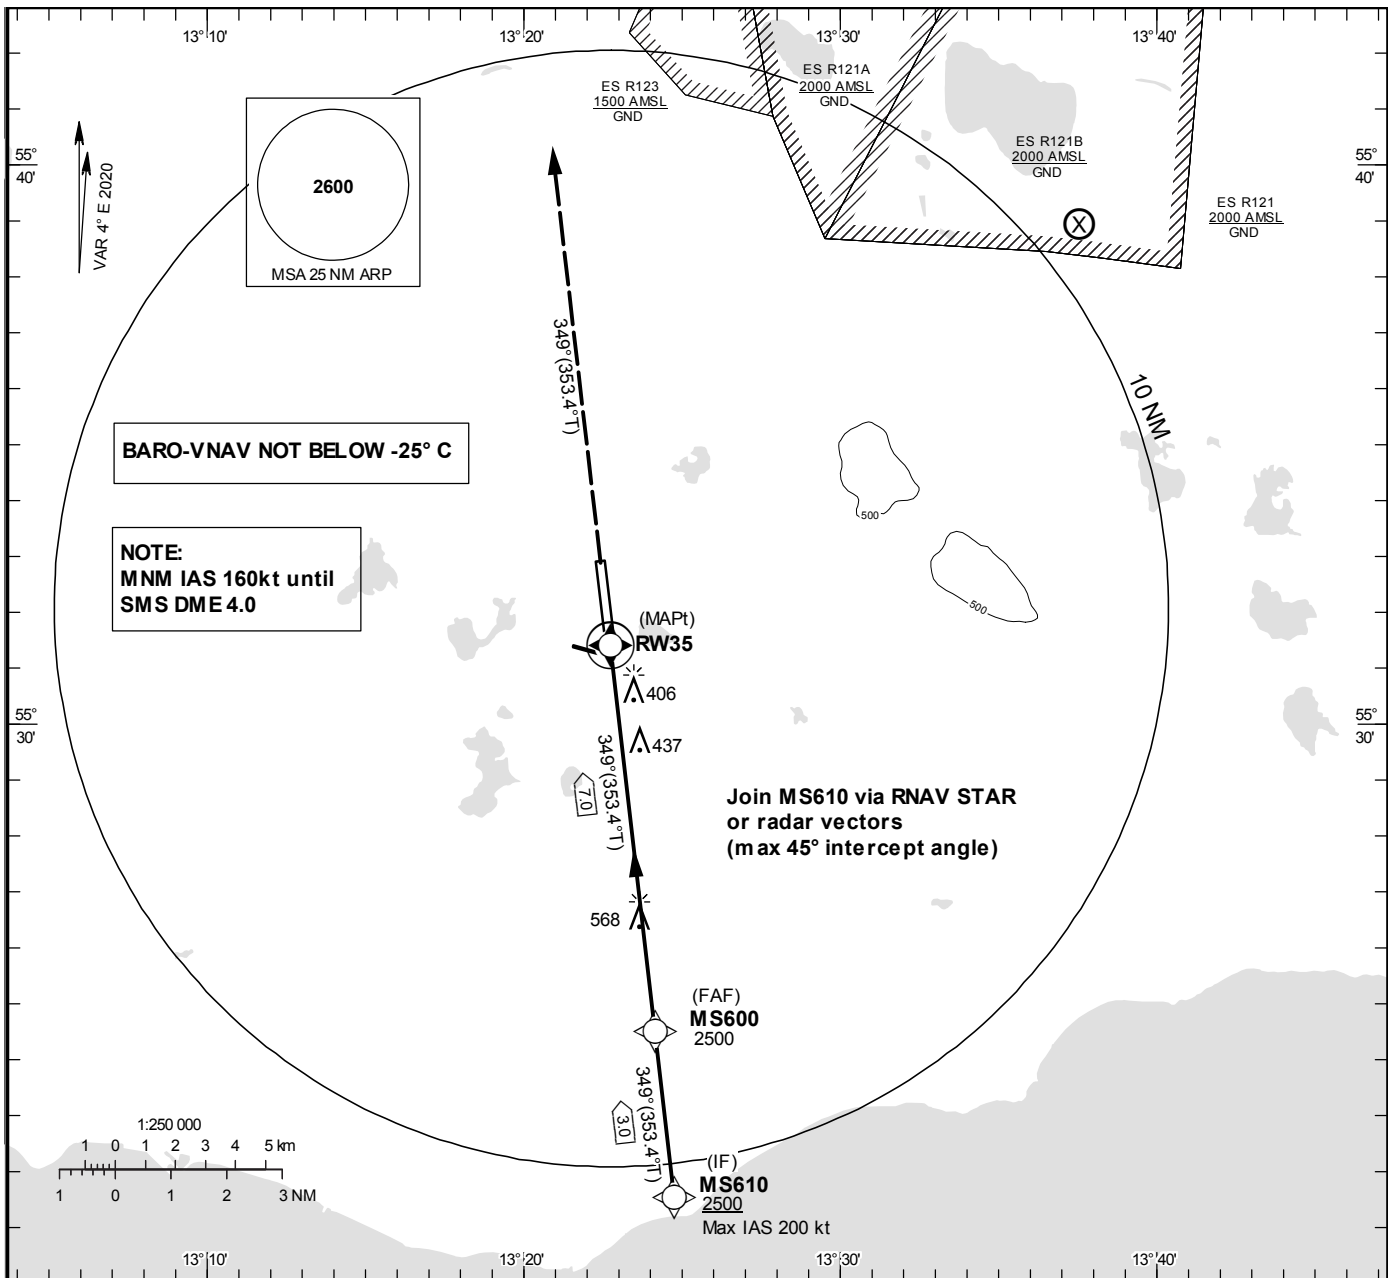 13°10'
13°20'
13°30'
13°40'
ES R123
1500 AMSL
GND
ES R121A
2000 AMSL
GND
ES R121B
2000 AMSL
GND
X
ES R121
2000 AMSL
GND
55°
40'
55°
40'
VAR 4° E 2020
2600
MSA 25 NM ARP
349°(353.4°T)
10 NM
BARO-VNAV NOT BELOW -25° C
500
NOTE:
MNM IAS 160kt until
SMS DME 4.0
500
(MAPt)
RW35
406
437
55°
30'
55°
30'
349°(353.4°T)
7.0
Join MS610 via RNAV STAR
or radar vectors
(max 45° intercept angle)
568
(FAF)
MS600
2500
349°(353.4°T)
3.0
1:250 000
1 0 1 2 3 4 5 km
1 0 1 2 3 NM
(IF)
MS610
2500
Max IAS 200 kt
13°10'
13°20'
13°30'
13°40'